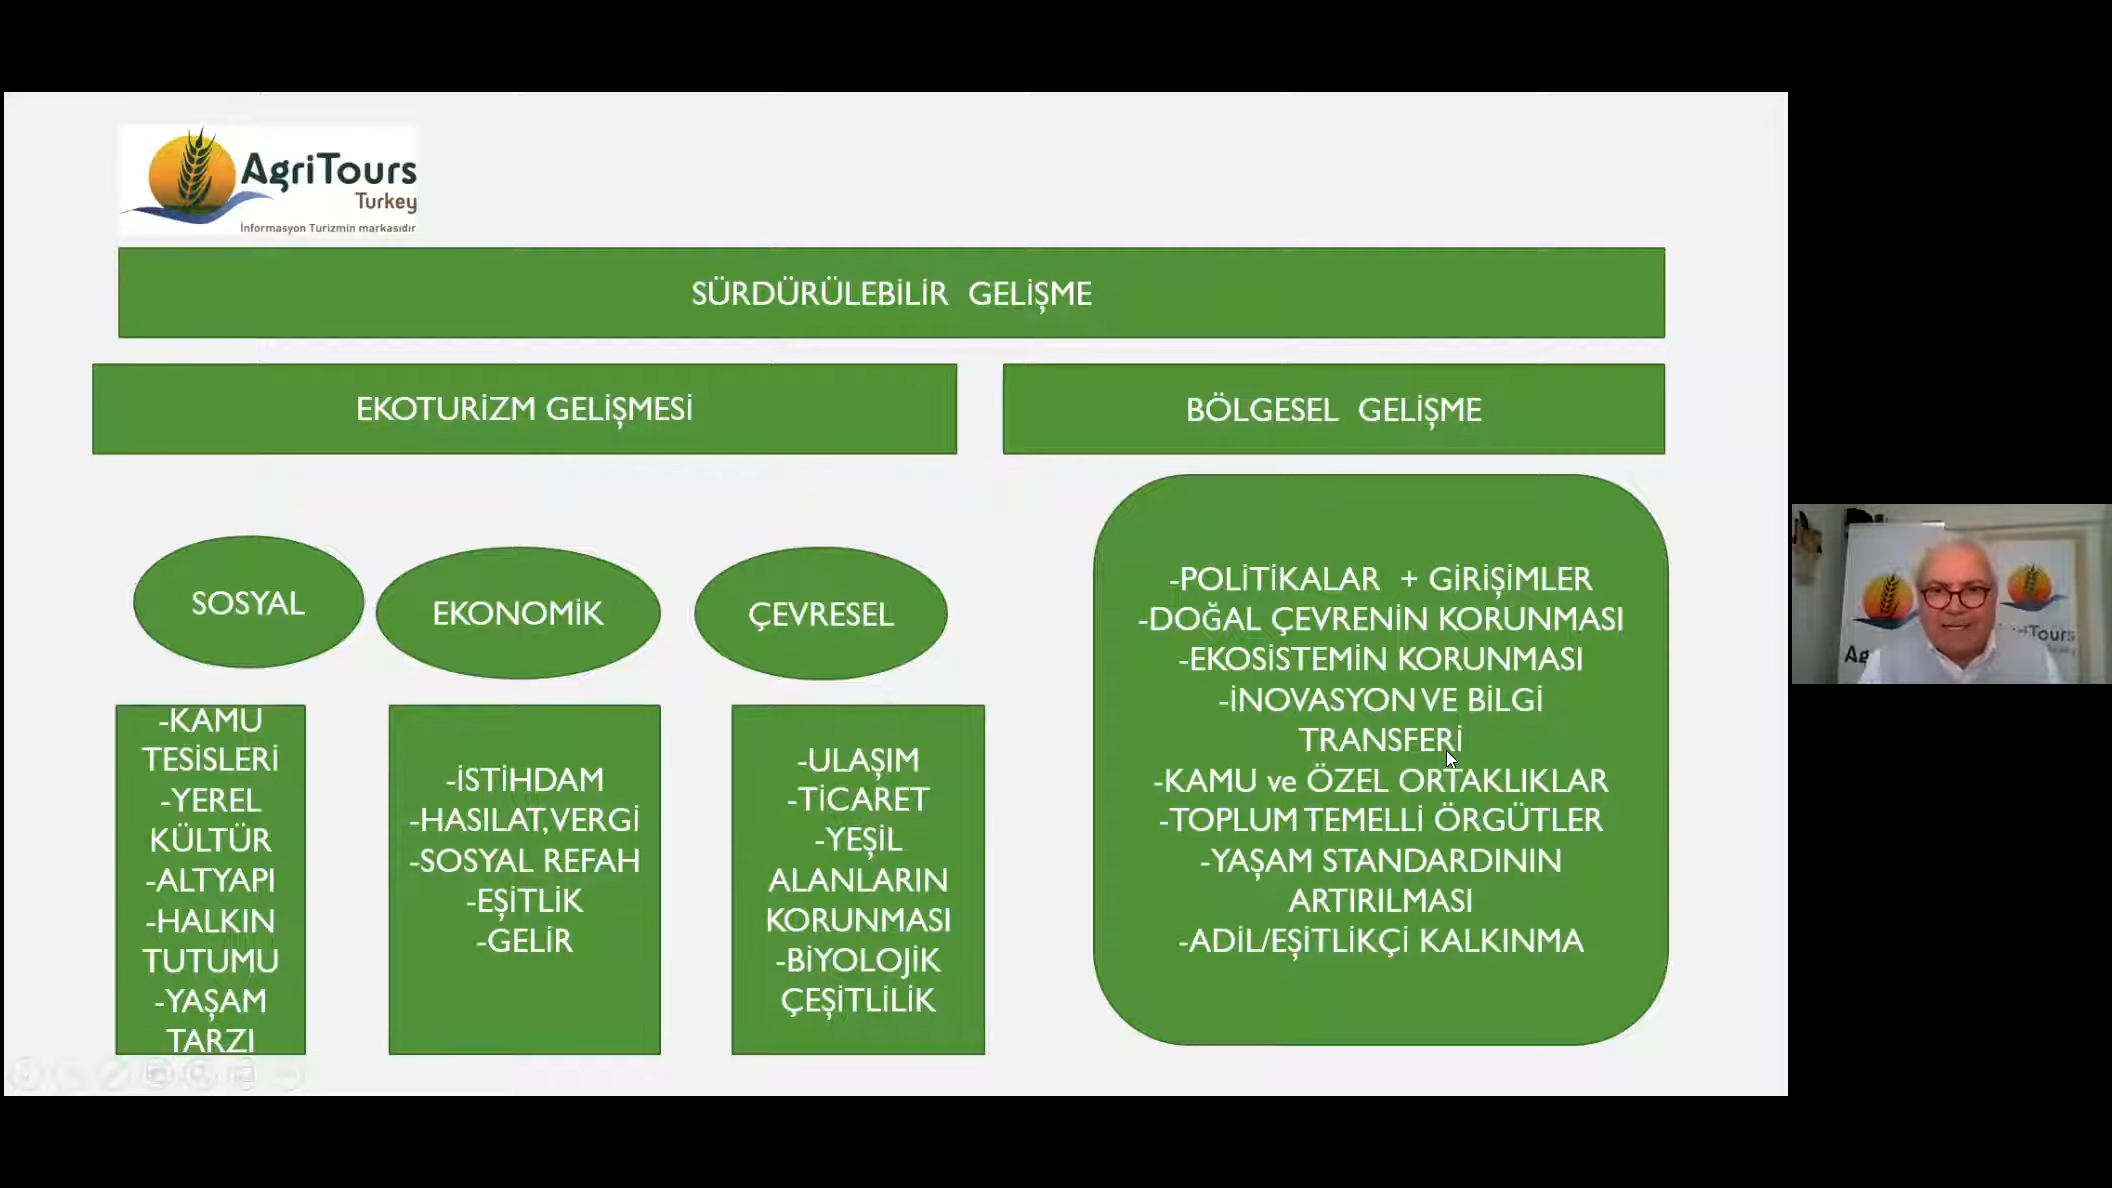 AgriTours
Turkey
İnformasyon Turizmin markasıdır
SÜRDÜRÜLEBİLİR GELİŞME
EKOTURİZM GELİŞMESİ
BÖLGESEL GELİŞME
SOSYAL
EKONOMİK
ÇEVRESEL
-KAMU
TESİSLERİ
-YEREL
KÜLTÜR
-ALTYAPI
-HALKIN
TUTUMU
-YAŞAM
TARZI
-İSTİHDAM
-HASILAT,VERGİ
-SOSYAL REFAH
-EŞİTLİK
-GELİR
-ULAŞIM
-TİCARET
-YEŞİL
ALANLARIN
KORUNMASI
-BİYOLOJİK
ÇEŞİTLİLİK
-POLİTİKALAR + GİRİŞİMLER
-DOĞAL ÇEVRENİN KORUNMASI
-EKOSİSTEMİN KORUNMASI
-İNOVASYON VE BİLGİ
TRANSFERİ
-KAMU ve ÖZEL ORTAKLIKLAR
-TOPLUM TEMELLİ ÖRGÜTLER
-YAŞAM STANDARDININ
ARTIRILMASI
-ADİL/EŞİTLİKÇİ KALKINMA